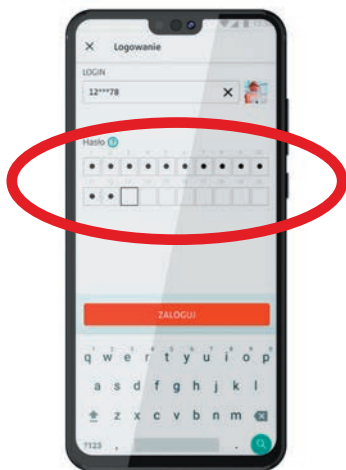 Logowanie
LOGIN
12***78
Hasło
ZALOGUJ
q w e r t y u i o p
a s d f g h j k l
z x c v b n m
?123 , .